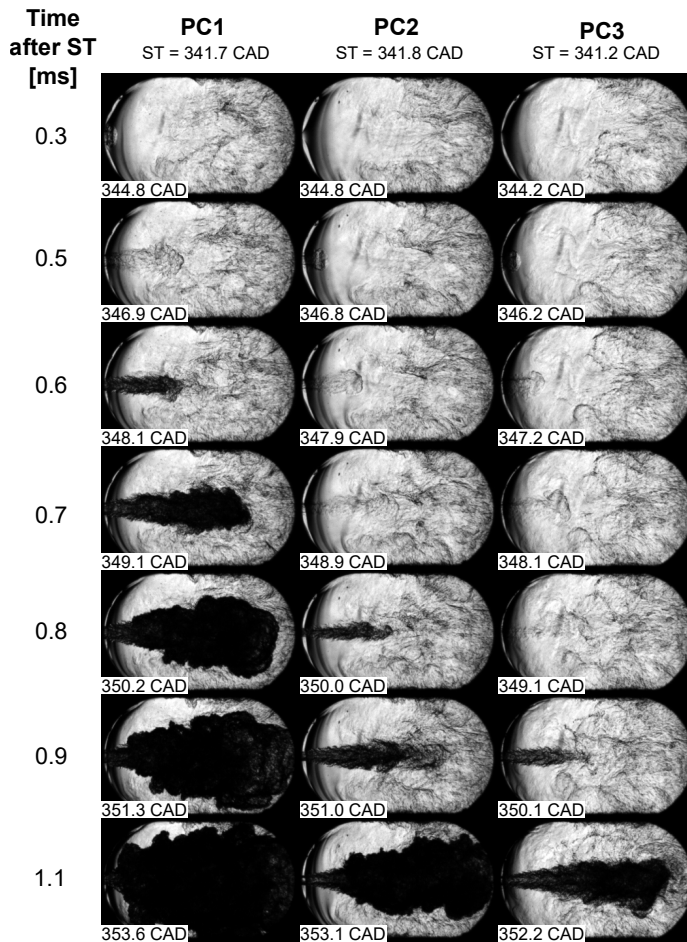 Time after ST [ms]
PC1
ST = 341.7 CAD
PC2
ST = 341.8 CAD
PC3
ST = 341.2 CAD
0.3
344.8 CAD
344.8 CAD
344.2 CAD
0.5
346.9 CAD
346.8 CAD
346.2 CAD
0.6
348.1 CAD
347.9 CAD
347.2 CAD
0.7
349.1 CAD
348.9 CAD
348.1 CAD
0.8
350.2 CAD
350.0 CAD
349.1 CAD
0.9
351.3 CAD
351.0 CAD
350.1 CAD
1.1
353.6 CAD
353.1 CAD
352.2 CAD